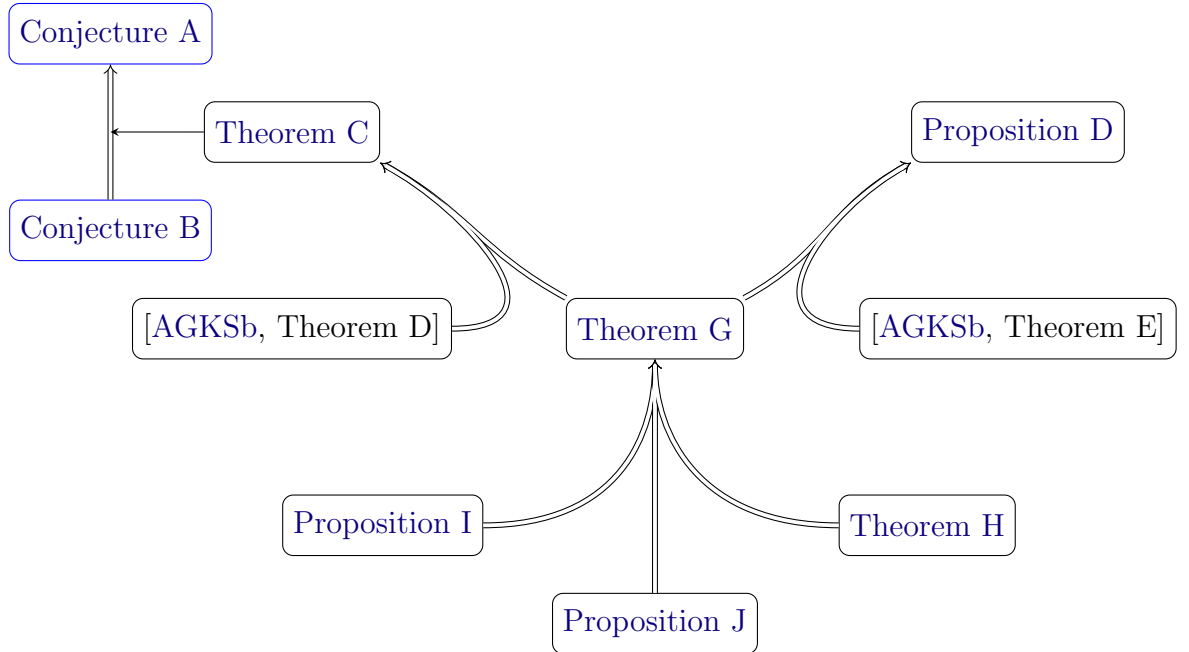 Conjecture A
Theorem C
Proposition D
Conjecture B
[AGKSb, Theorem D]
Theorem G
[AGKSb, Theorem E]
Proposition I
Theorem H
Proposition J